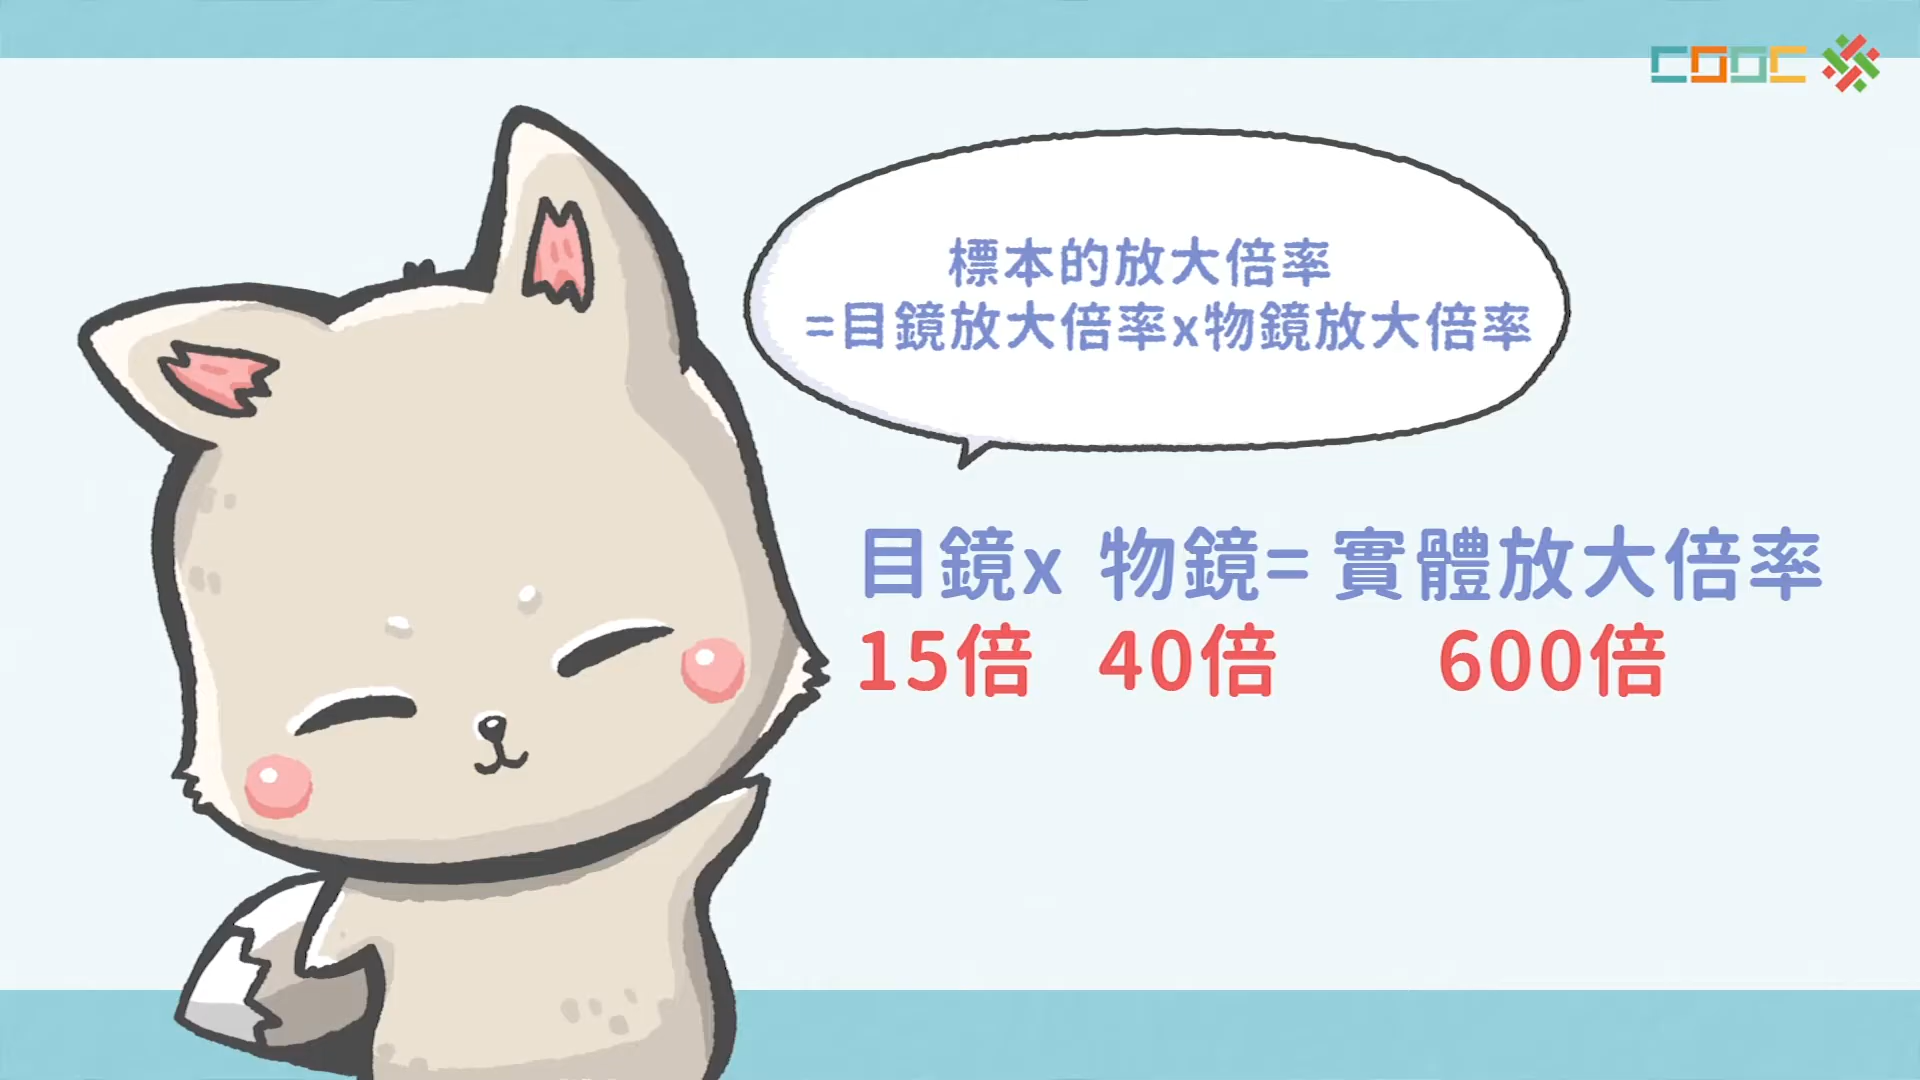 COOC
標本的放大倍率
=目鏡放大倍率x物鏡放大倍率
目鏡x 物鏡= 實體放大倍率
15倍 40倍 600倍